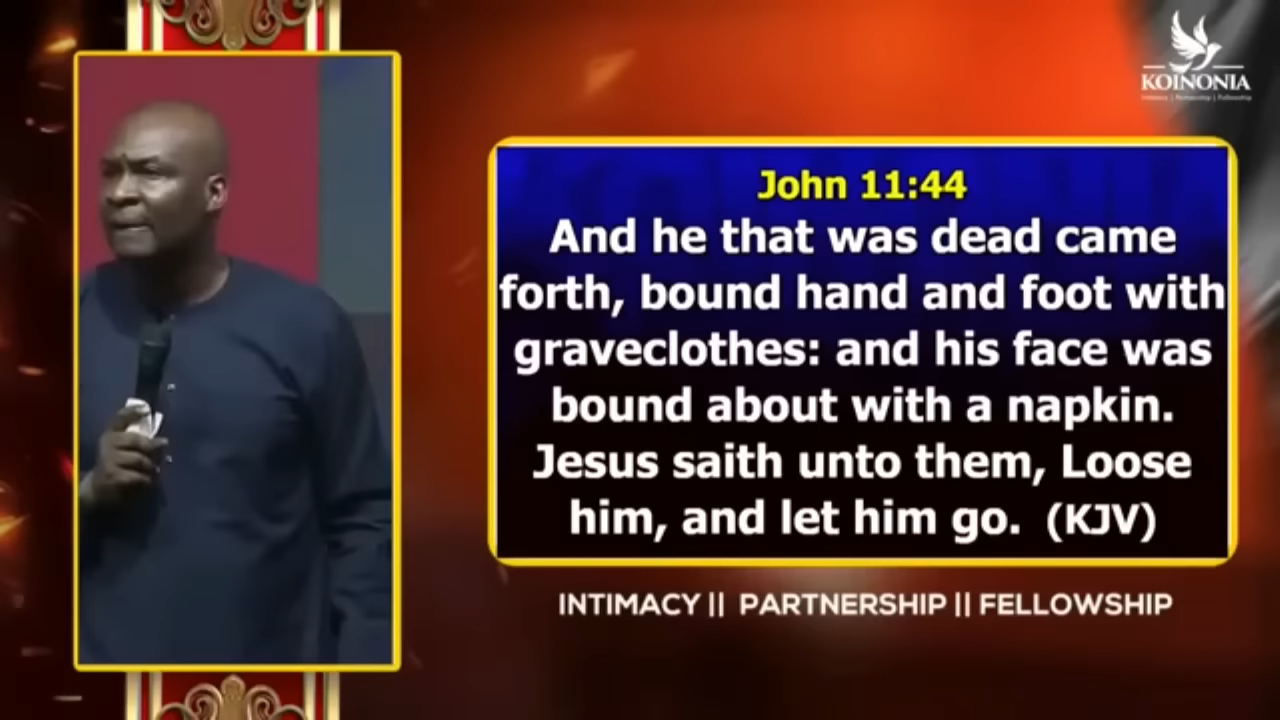 KOINONIA
John 11:44
And he that was dead came
forth, bound hand and foot with
graveclothes: and his face was
bound about with a napkin.
Jesus saith unto them, Loose
him, and let him go. (KJV)
INTIMACY || PARTNERSHIP || FELLOWSHIP